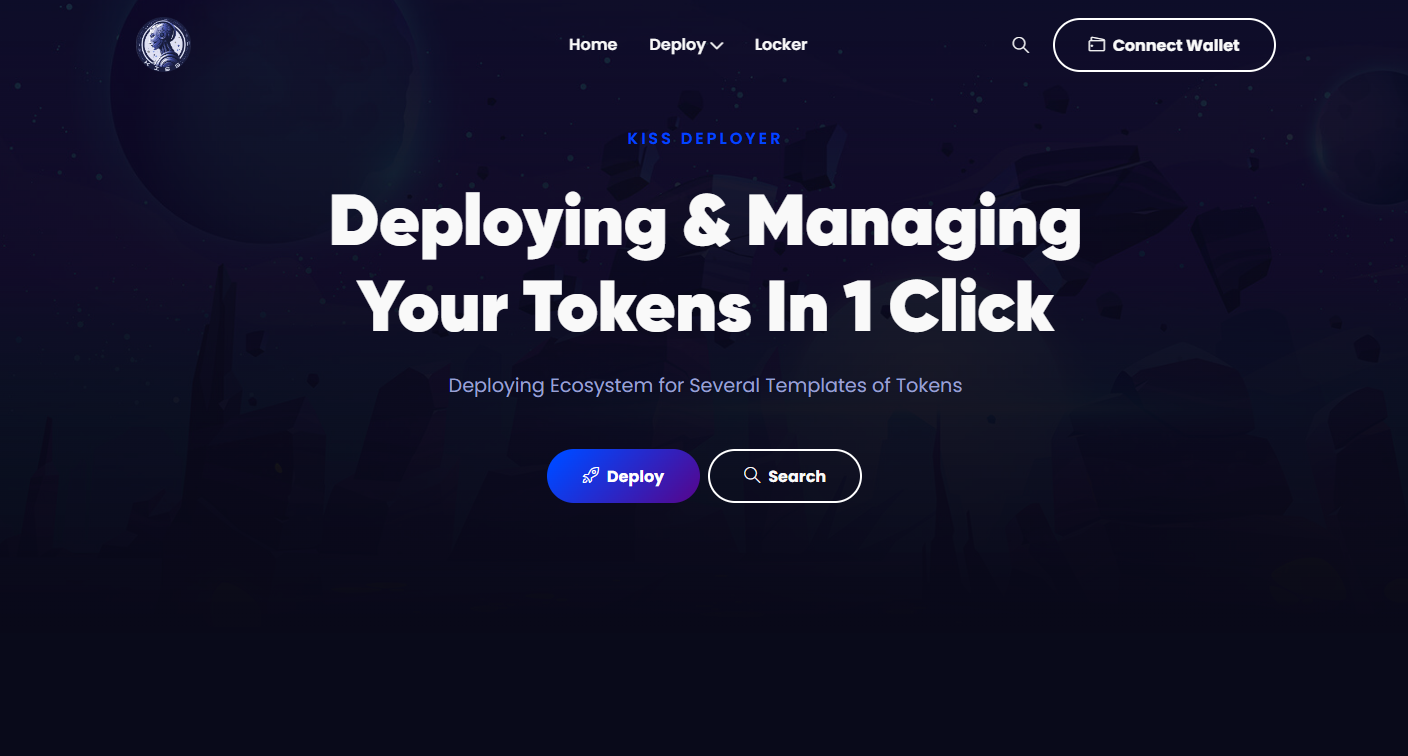 Home
Deploy
Locker
Connect Wallet
KISS DEPLOYER
Deploying & Managing
Your Tokens In 1 Click
Deploying Ecosystem for Several Templates of Tokens
Deploy
Search